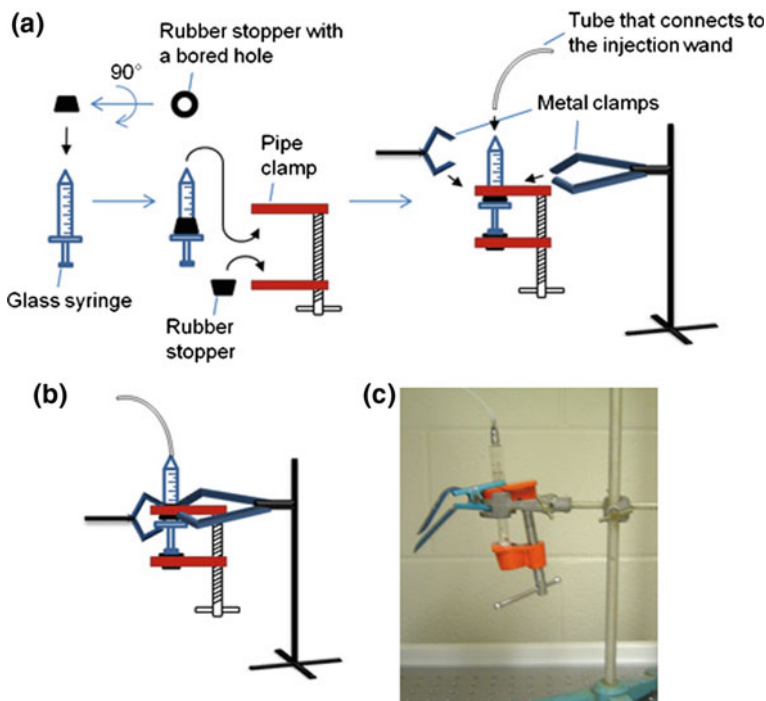 (a)
Rubber stopper with
a bored hole
90°
Tube that connects to
the injection wand
Metal clamps
Pipe
clamp
Glass syringe
Rubber
stopper
(b)
(c)